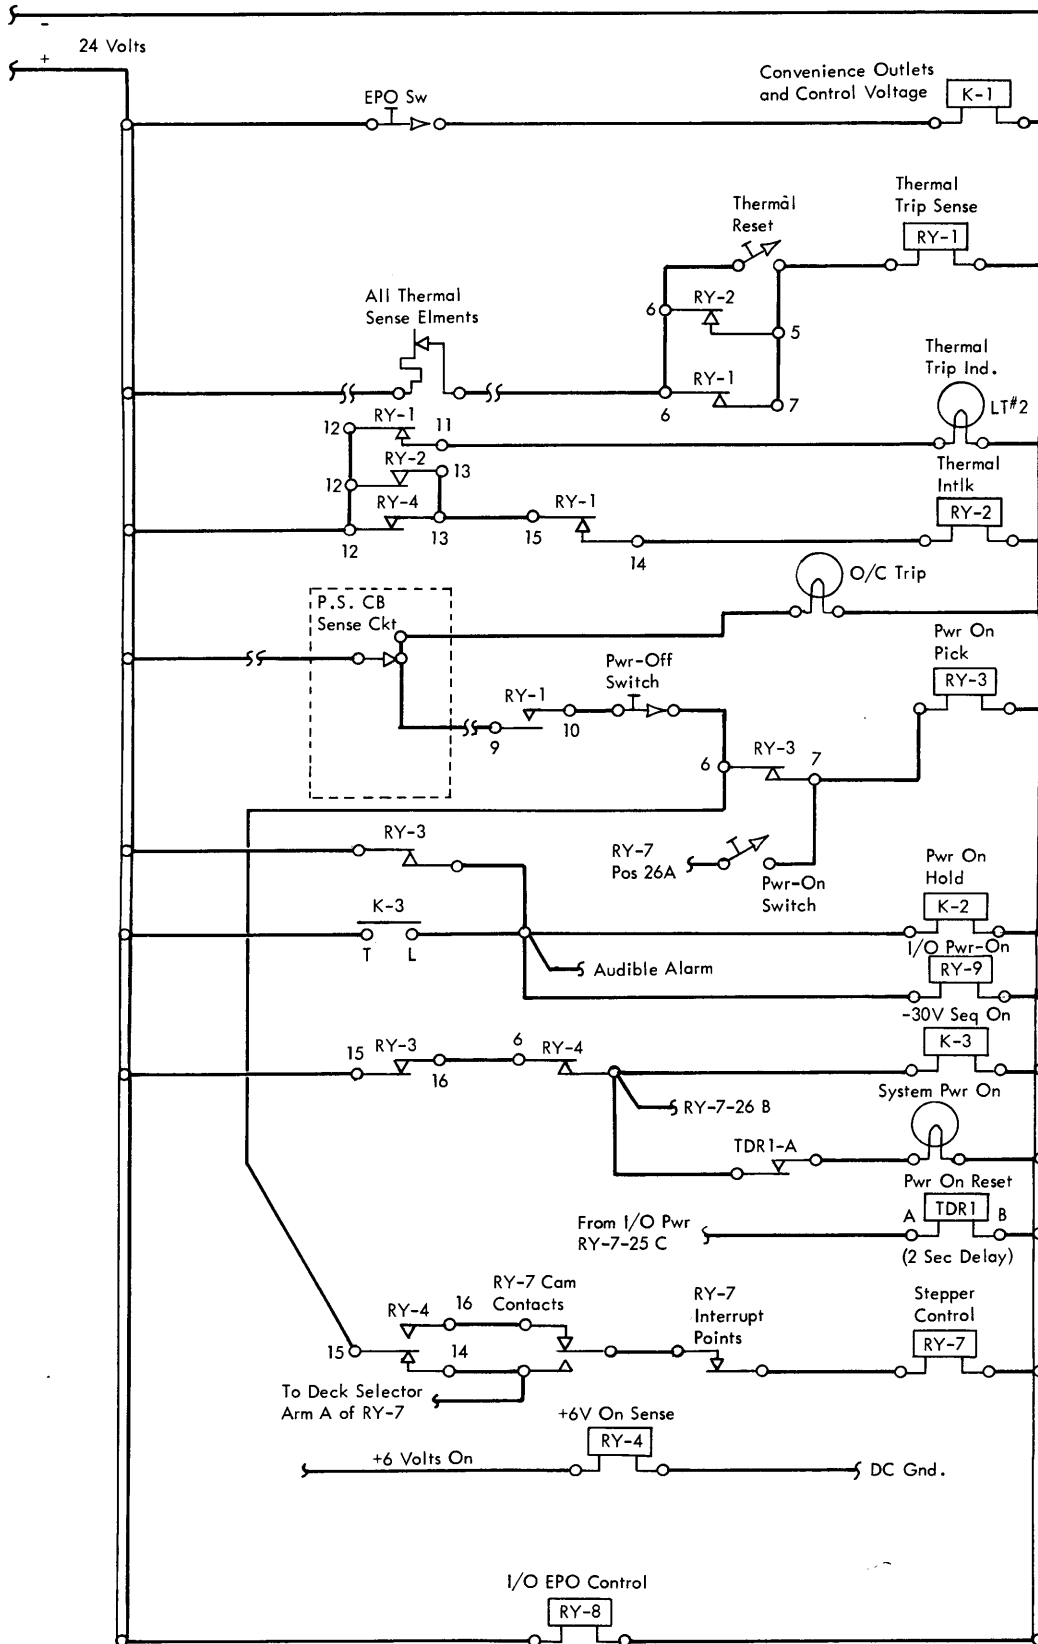 -
24 Volts
+
EPO Sw
Convenience Outlets
and Control Voltage
K-1
Thermal
Reset
Thermal
Trip Sense
RY-1
All Thermal
Sense Elments
6
RY-2
5
RY-1
6
7
Thermal
Trip Ind.
LT#2
12
RY-1
11
12
RY-2
13
RY-4
12
13
15
RY-1
14
Thermal
Intlk
RY-2
O/C Trip
P.S. CB
Sense Ckt
Pwr On
Pick
RY-3
RY-1
9
10
Pwr-Off
Switch
6
RY-3
7
RY-3
RY-7
Pos 26A
Pwr-On
Switch
Pwr On
Hold
K-2
K-3
T
L
Audible Alarm
I/O Pwr-On
RY-9
-30V Seq On
K-3
15
RY-3
16
6
RY-4
RY-7-26 B
System Pwr On
TDR1-A
Pwr On Reset
A
TDR1
B
(2 Sec Delay)
From I/O Pwr
RY-7-25 C
RY-4
16
RY-7 Cam
Contacts
RY-7
Interrupt
Points
Stepper
Control
RY-7
15
14
To Deck Selector
Arm A of RY-7
+6V On Sense
RY-4
+6 Volts On
DC Gnd.
I/O EPO Control
RY-8